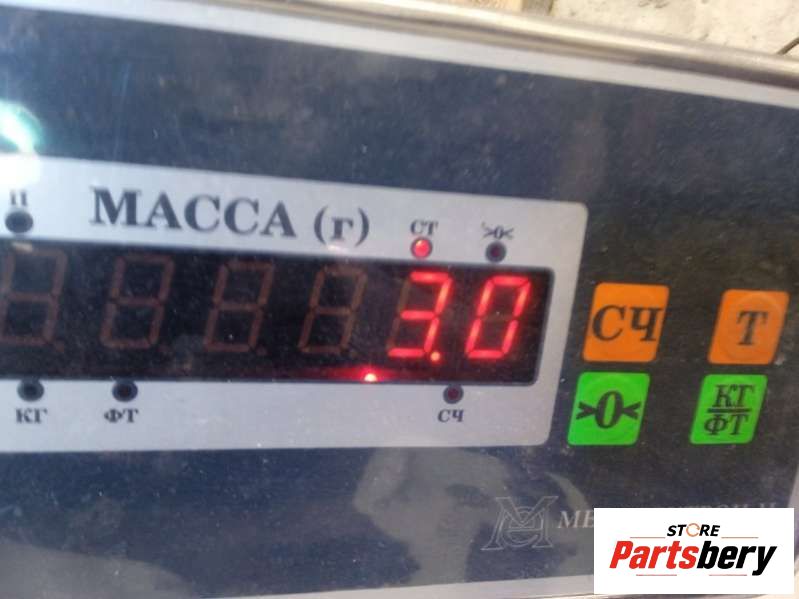 П
МАССА (г)
СТ
>0<
3.0
СЧ
Т
КГ
ФТ
СЧ
>0<
КГ
ФТ
STORE
Partsbery